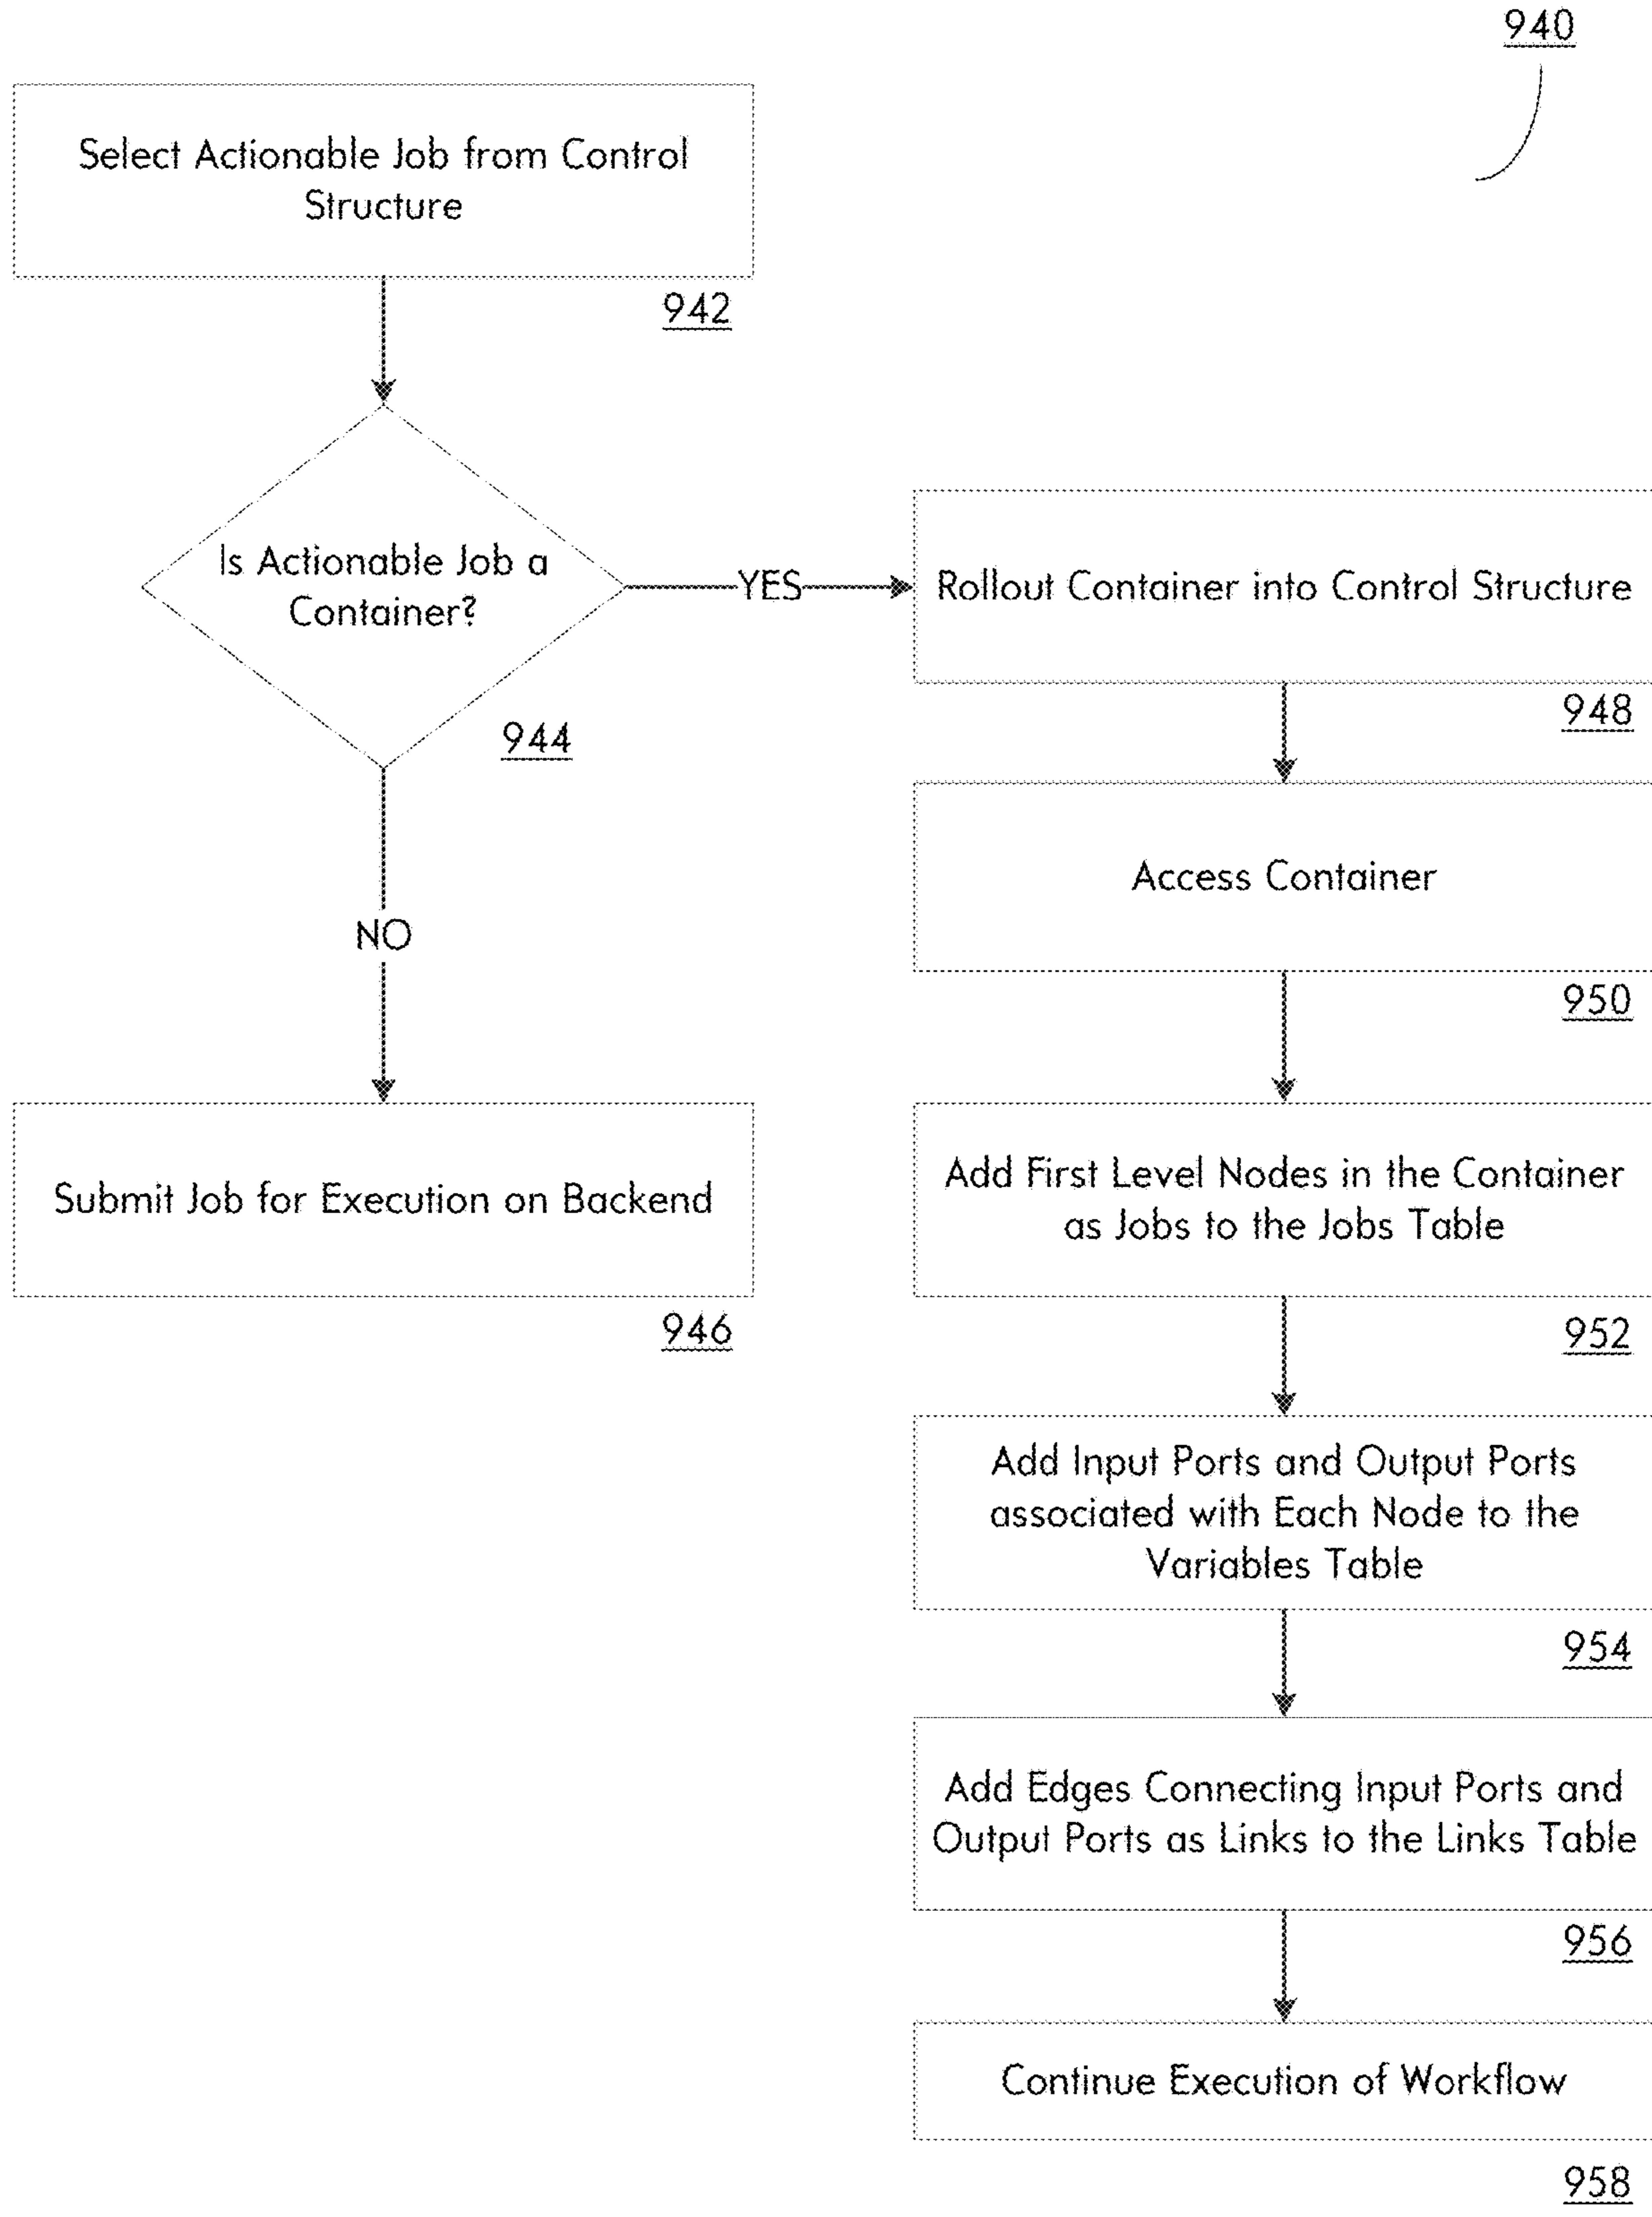 940
Select Actionable Job from Control
Structure
942
Is Actionable Job a
Container?
944
YES
Rollout Container into Control Structure
948
Access Container
950
NO
Submit Job for Execution on Backend
946
Add First Level Nodes in the Container
as Jobs to the Jobs Table
952
Add Input Ports and Output Ports
associated with Each Node to the
Variables Table
954
Add Edges Connecting Input Ports and
Output Ports as Links to the Links Table
956
Continue Execution of Workflow
958